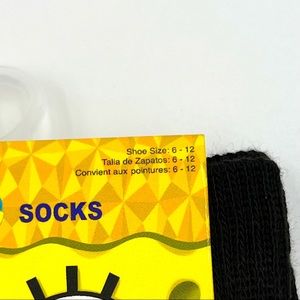 Shoe Size: 6 - 12
Talla de Zapatos: 6 - 12
Convient aux pointures: 6 - 12
SOCKS